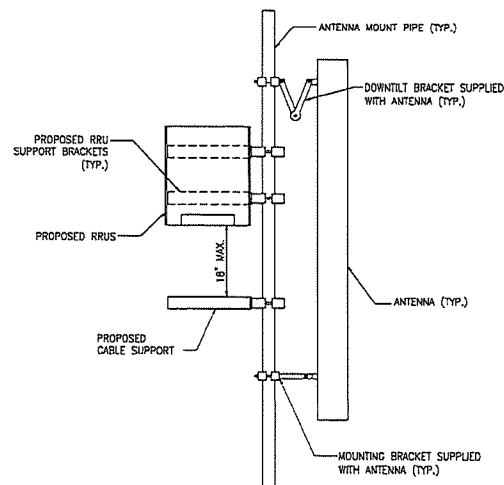 ANTENNA MOUNT PIPE (TYP.)
DOWNTILT BRACKET SUPPLIED
WITH ANTENNA (TYP.)
PROPOSED RRU
SUPPORT BRACKETS
(TYP.)
PROPOSED RRUS
18" MAX.
ANTENNA (TYP.)
PROPOSED
CABLE SUPPORT
MOUNTING BRACKET SUPPLIED
WITH ANTENNA (TYP.)